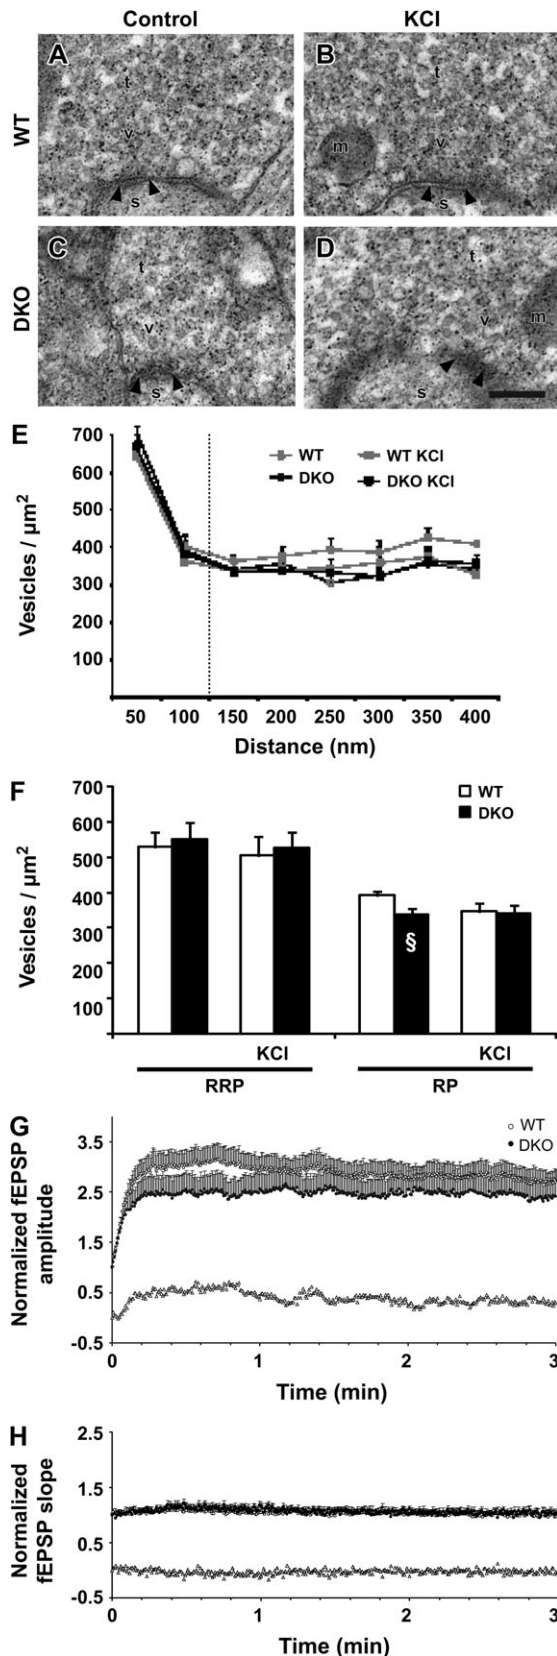 Control KCl
WT
A
t
v
s
B
t
v
m
s
DKO
C
t
v
s
D
t
v
m
s
E
Vesicles / μm²
700
600
500
400
300
200
100
WT WT KCl
DKO DKO KCl
50 100 150 200 250 300 350 400
Distance (nm)
F
Vesicles / μm²
700
600
500
400
300
200
100
WT
DKO
§
KCl KCl
RRP RP
G
Normalized fEPSP
amplitude
WT
DKO
3.5
2.5
1.5
0.5
-0.5
0 1 2 3
Time (min)
H
Normalized
fEPSP slope
2.5
1.5
0.5
-0.5
0 1 2 3
Time (min)